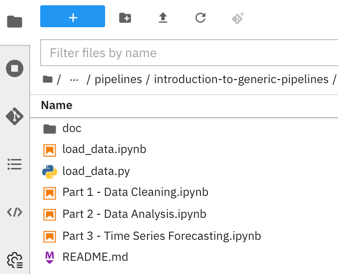 +
Filter files by name
/ ... / pipelines / introduction-to-generic-pipelines /
Name
doc
load_data.ipynb
load_data.py
Part 1 - Data Cleaning.ipynb
Part 2 - Data Analysis.ipynb
Part 3 - Time Series Forecasting.ipynb
README.md